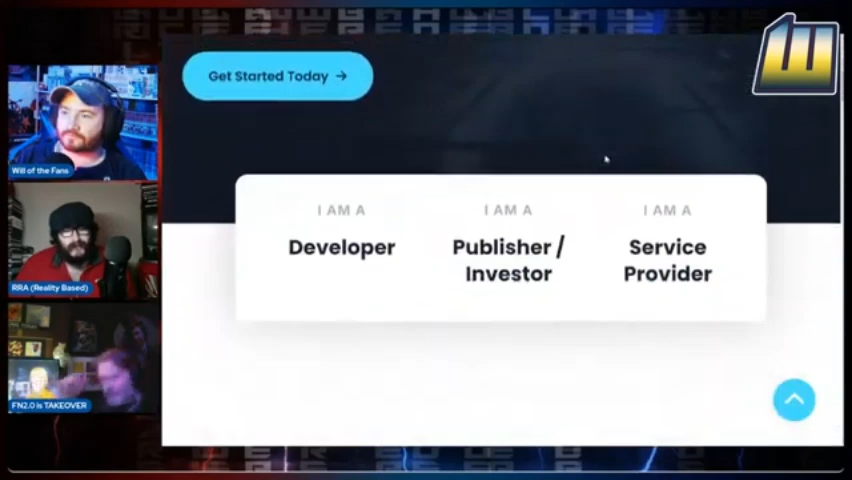 Get Started Today →
I AM A
Developer
I AM A
Publisher /
Investor
I AM A
Service
Provider
Will of the Fans
RRA (Reality Based)
FN2.0 is TAKEOVER